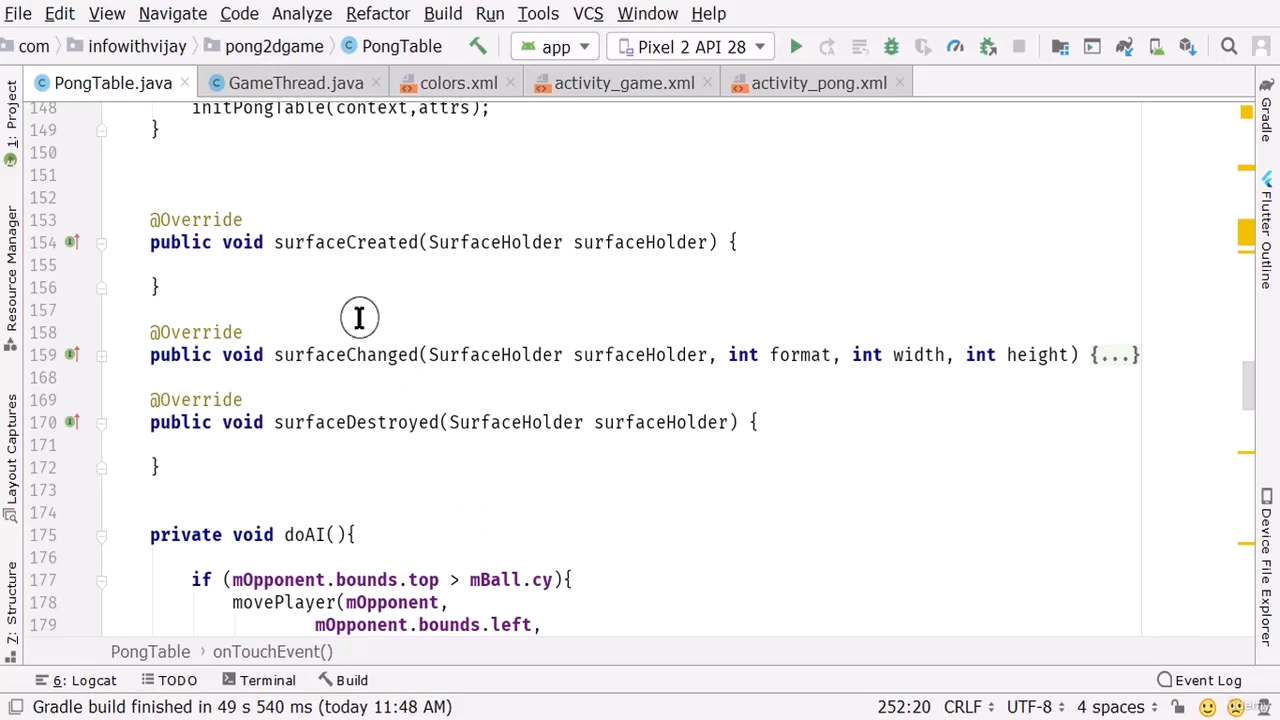 File Edit View Navigate Code Analyze Refactor Build Run Tools VCS Window Help
com infowithvijay pong2dgame PongTable app Pixel 2 API 28
PongTable.java GameThread.java colors.xml activity_game.xml activity_pong.xml
1: Project
Resource Manager
Layout Captures
7: Structure
148 initPongTable(context,attrs);
149 }
150
151
152
153 @Override
154 public void surfaceCreated(SurfaceHolder surfaceHolder) {
155
156 }
157
158 @Override
159 public void surfaceChanged(SurfaceHolder surfaceHolder, int format, int width, int height) {...}
168
169 @Override
170 public void surfaceDestroyed(SurfaceHolder surfaceHolder) {
171
172 }
173
174
175 private void doAI(){
176
177 if (mOpponent.bounds.top > mBall.cy){
178 movePlayer(mOpponent,
179 mOpponent.bounds.left,
Gradle
Flutter Outline
Device File Explorer
PongTable › onTouchEvent()
6: Logcat TODO Terminal Build Event Log
Gradle build finished in 49 s 540 ms (today 11:48 AM) 252:20 CRLF UTF-8 4 spaces